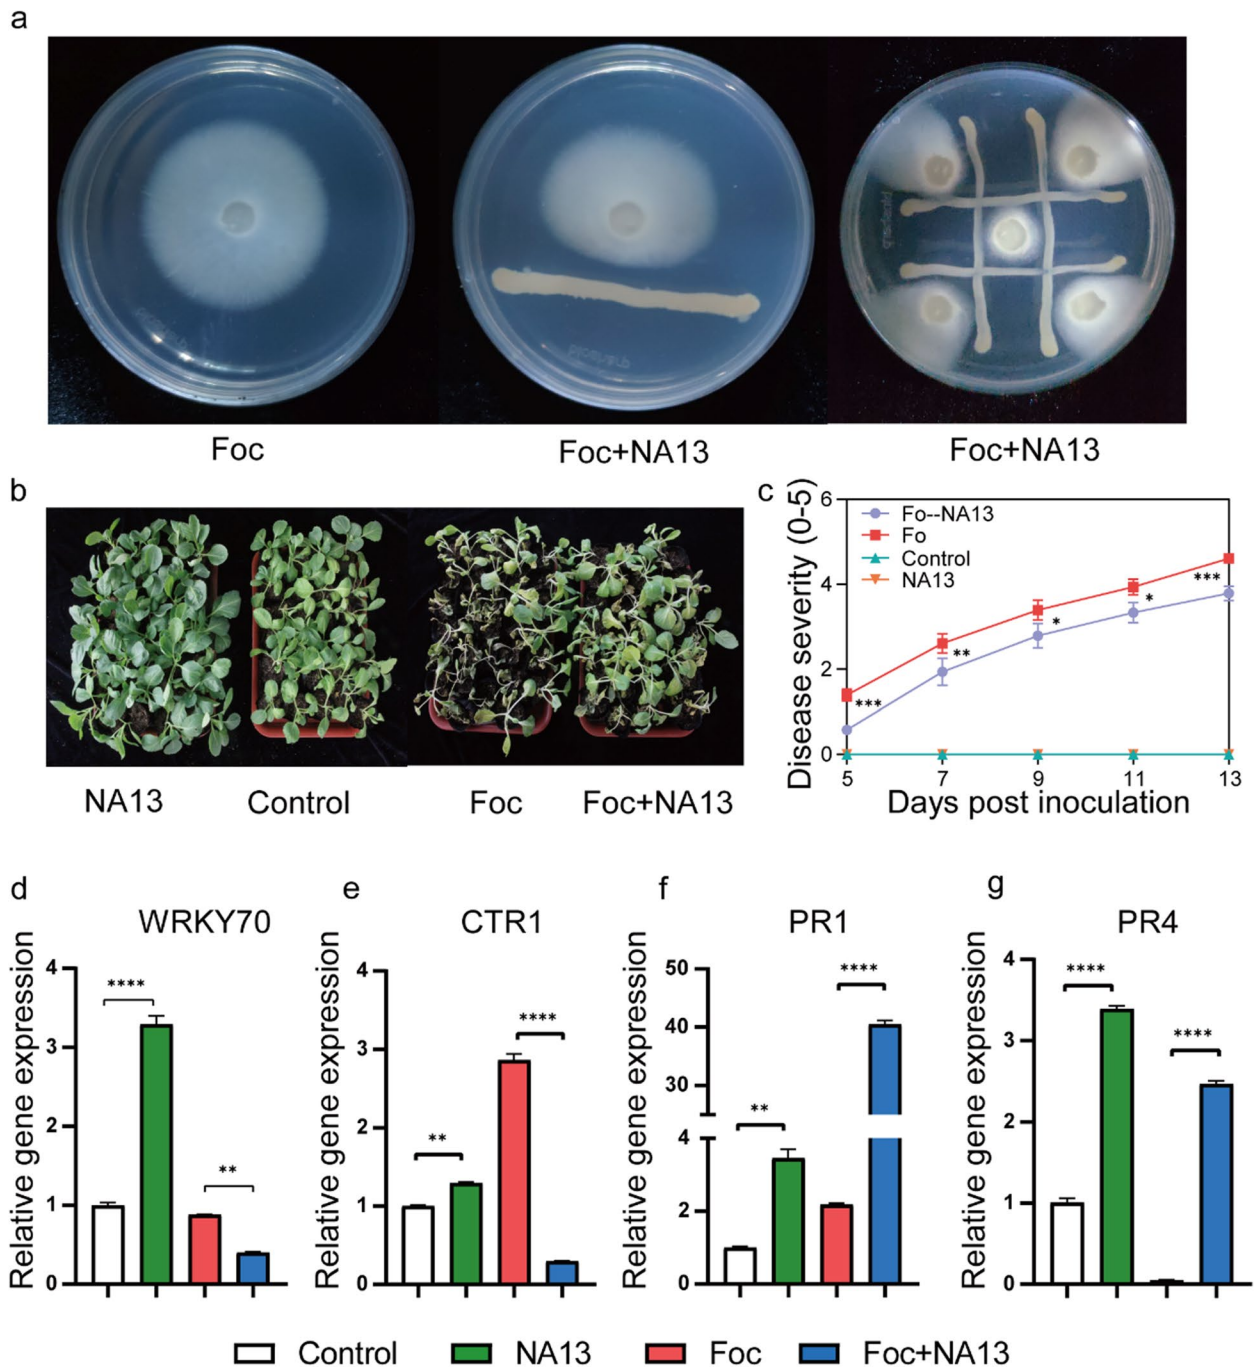 a
Foc
Foc+NA13
Foc+NA13
b
NA13
Control
Foc
Foc+NA13
c
Disease severity (0-5)
6
4
2
0
Fo--NA13
Fo
Control
NA13
***
**
*
*
***
5
7
9
11
13
Days post inoculation
d
WRKY70
Relative gene expression
4
3
2
1
0
****
**
e
CTR1
Relative gene expression
4
3
2
1
0
**
****
f
PR1
Relative gene expression
50
40
30
4
2
0
**
****
g
PR4
Relative gene expression
4
3
2
1
0
****
****
Control
NA13
Foc
Foc+NA13